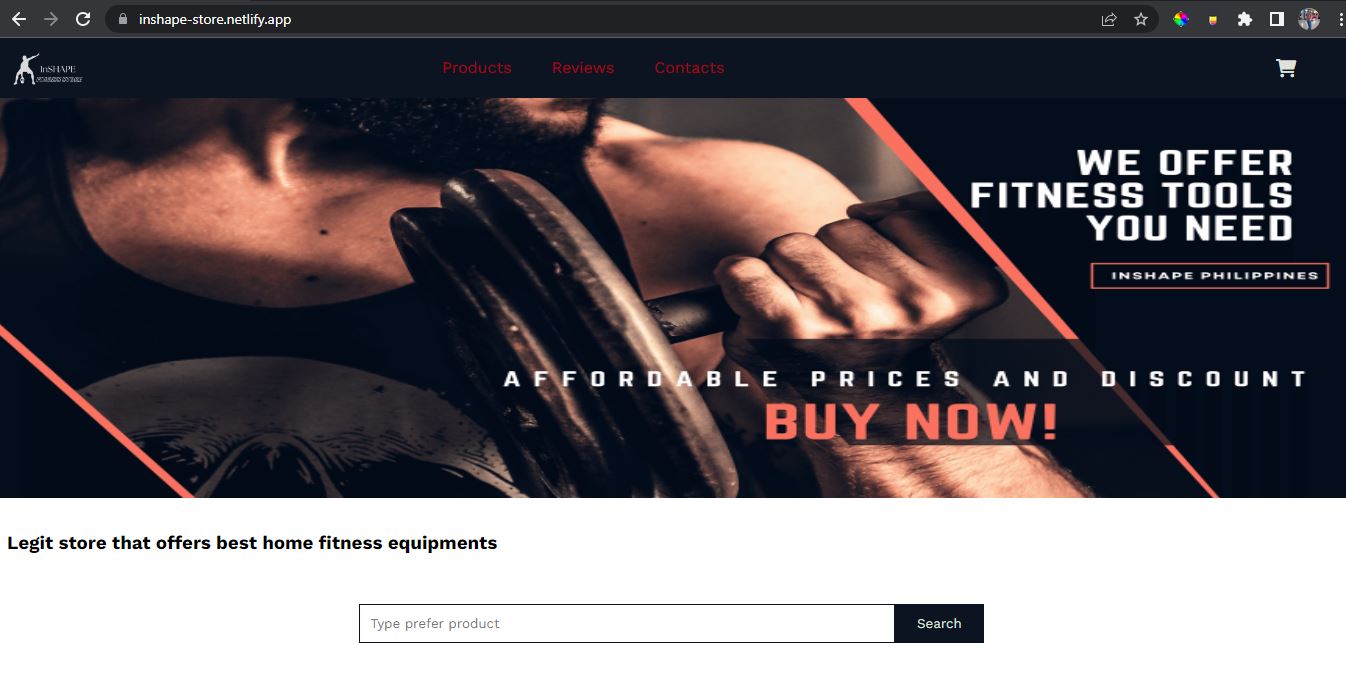 inshape-store.netlify.app
InSHAPE
Products Reviews Contacts
WE OFFER
FITNESS TOOLS
YOU NEED
INSHAPE PHILIPPINES
AFFORDABLE PRICES AND DISCOUNT
BUY NOW!
Legit store that offers best home fitness equipments
Type prefer product Search